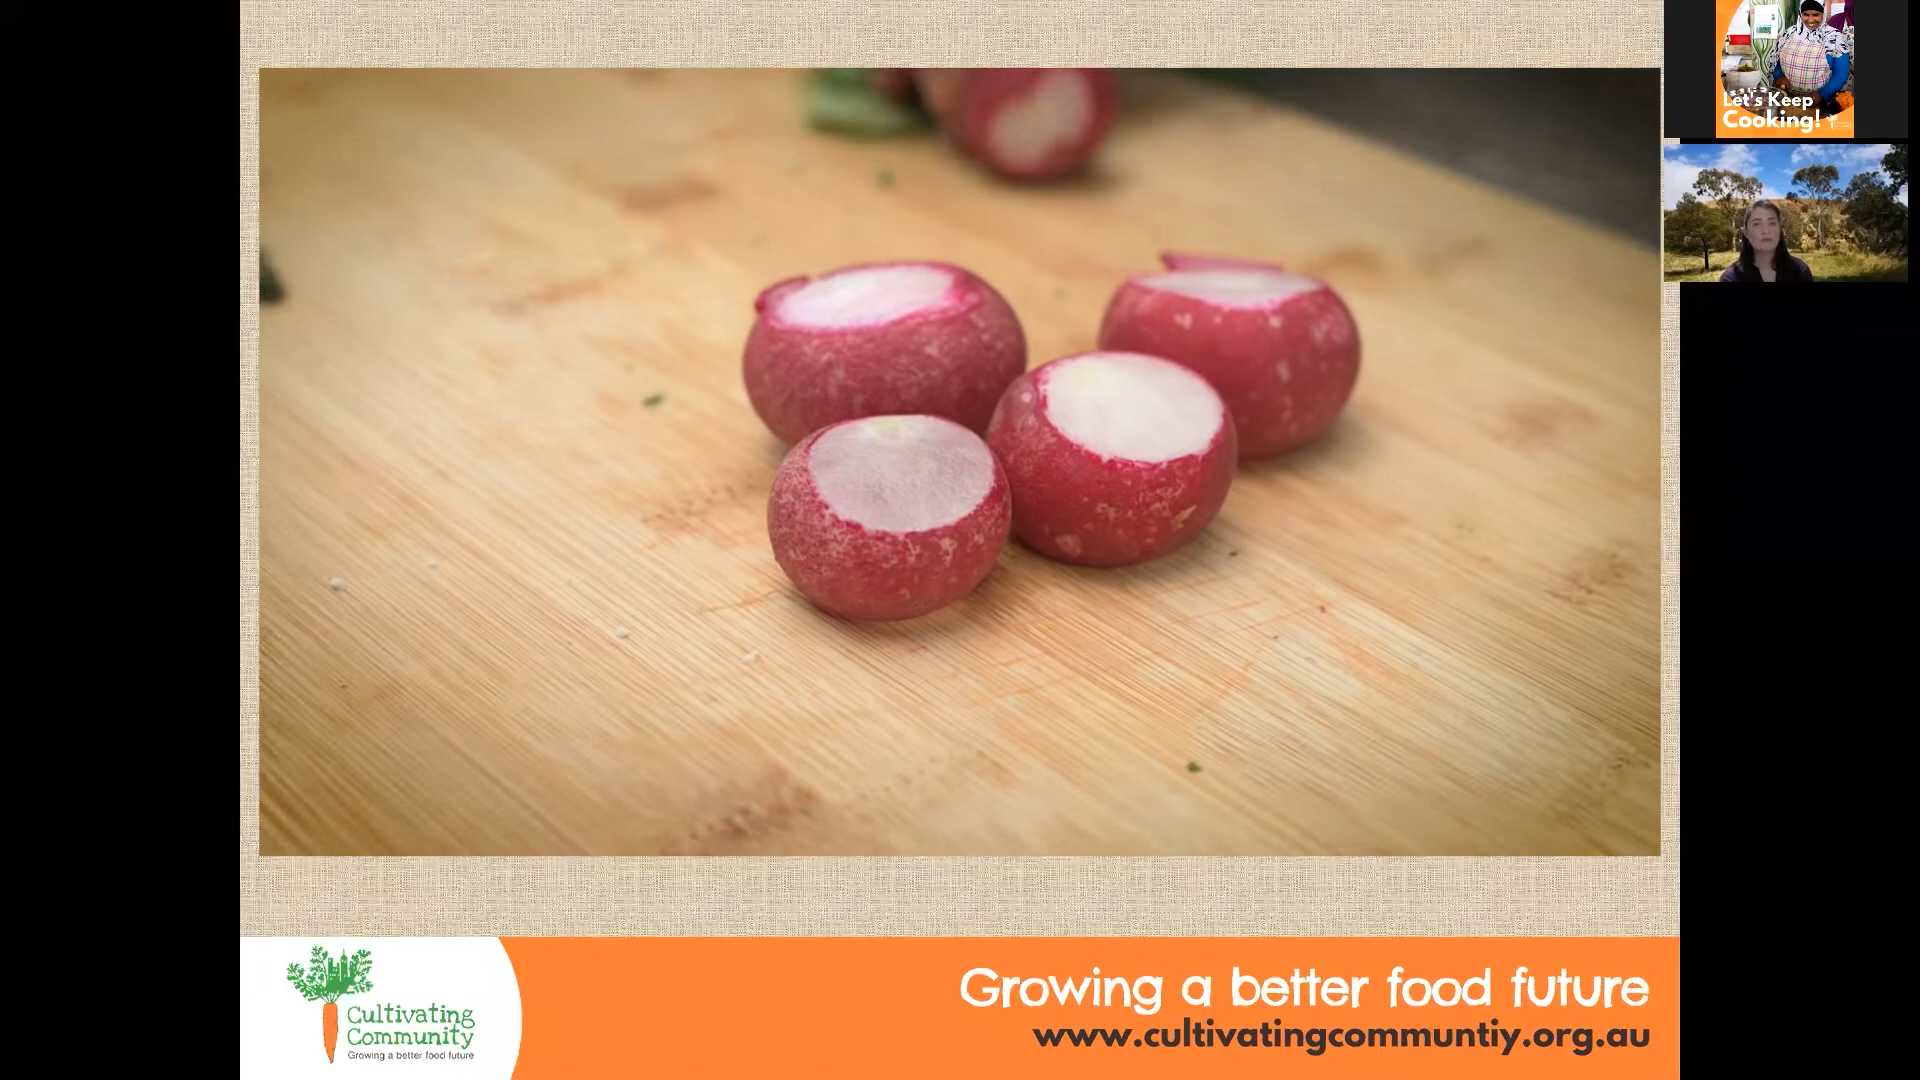 Let's Keep
Cooking!
Cultivating
Community
Growing a better food future
Growing a better food future
www.cultivatingcommuntiy.org.au